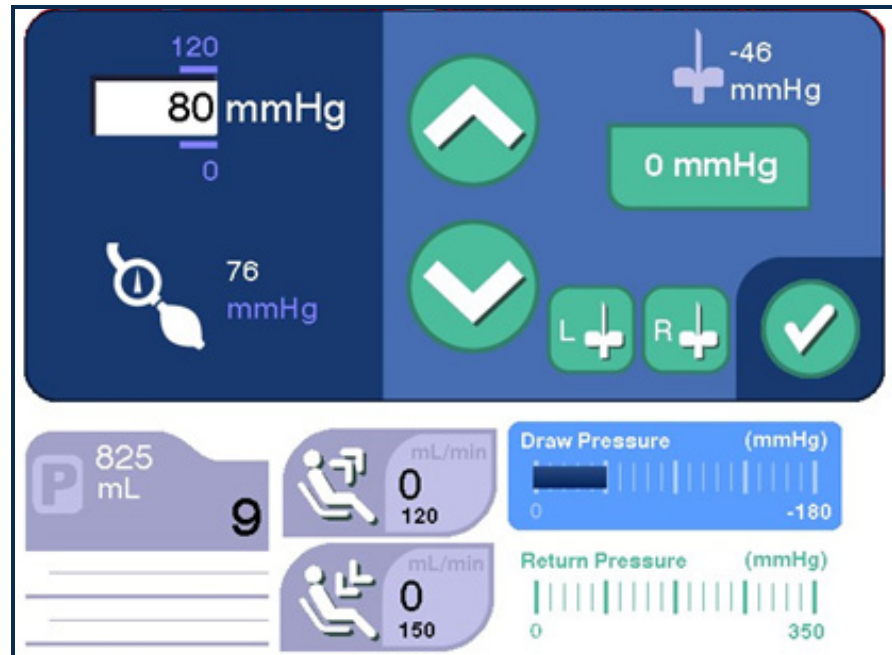 120
80 mmHg
0
76
mmHg
-46
mmHg
0 mmHg
L
R
P
825
mL
9
mL/min
0
120
mL/min
0
150
Draw Pressure (mmHg)
0 -180
Return Pressure (mmHg)
0 350